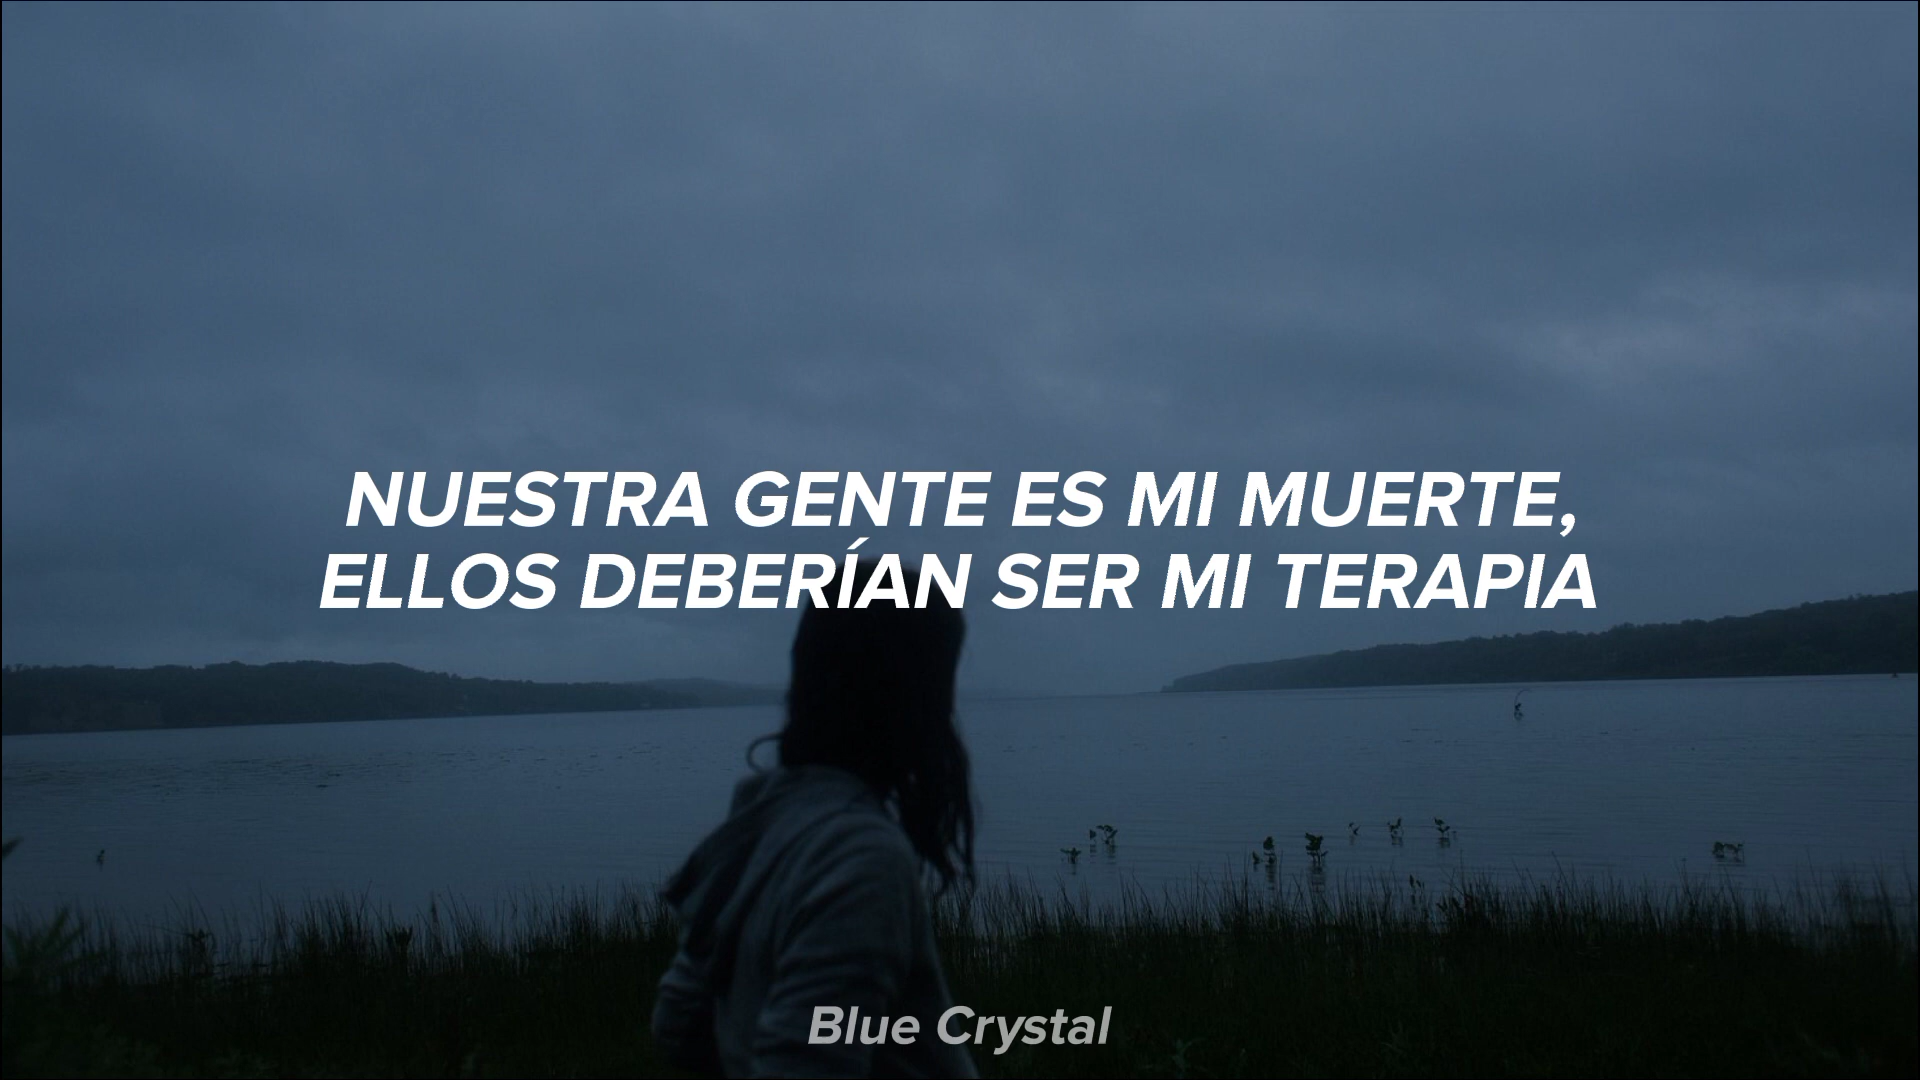 NUESTRA GENTE ES MI MUERTE,
ELLOS DEBERÍAN SER MI TERAPIA
Blue Crystal